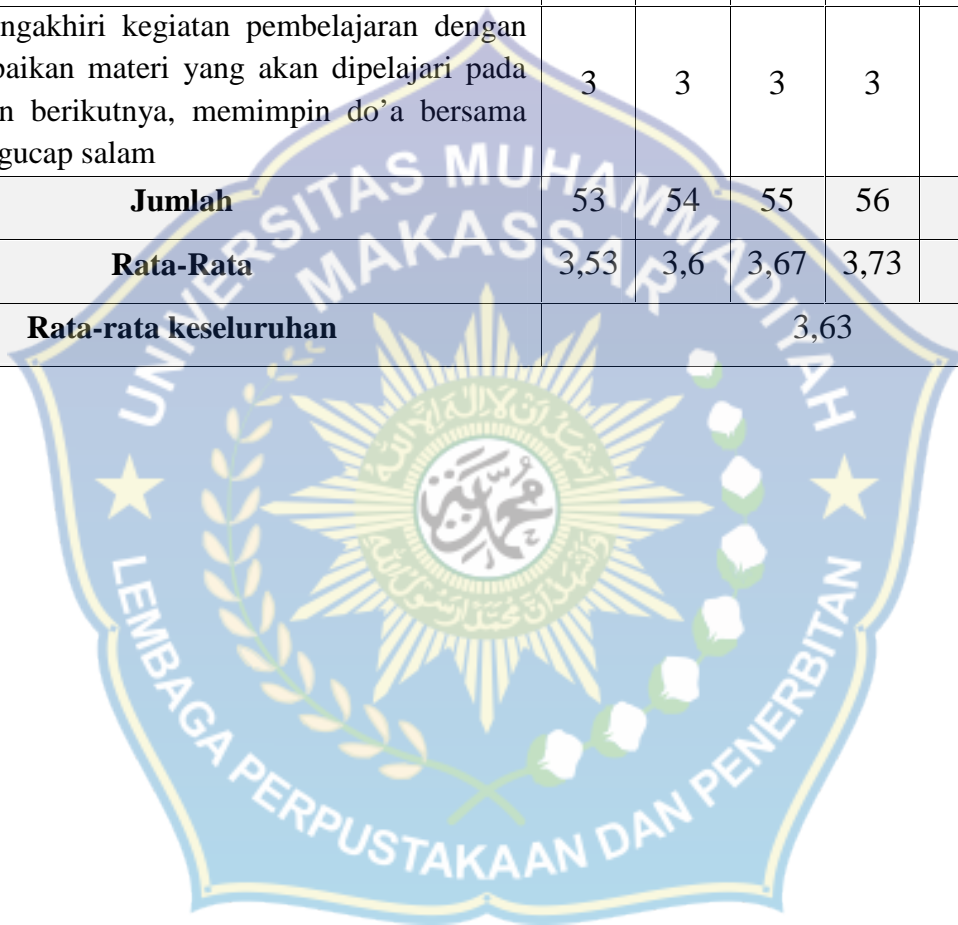 ngakhiri kegiatan pembelajaran dengan
paikan materi yang akan dipelajari pada
n berikutnya, memimpin do’a bersama
gucap salam
3 3 3 3
Jumlah 53 54 55 56
Rata-Rata 3,53 3,6 3,67 3,73
Rata-rata keseluruhan 3,63
UNIVERSITAS MUHAMMADIYAH
MAKASSAR
محمدية
LEMBAGA PERPUSTAKAAN DAN PENERBITAN